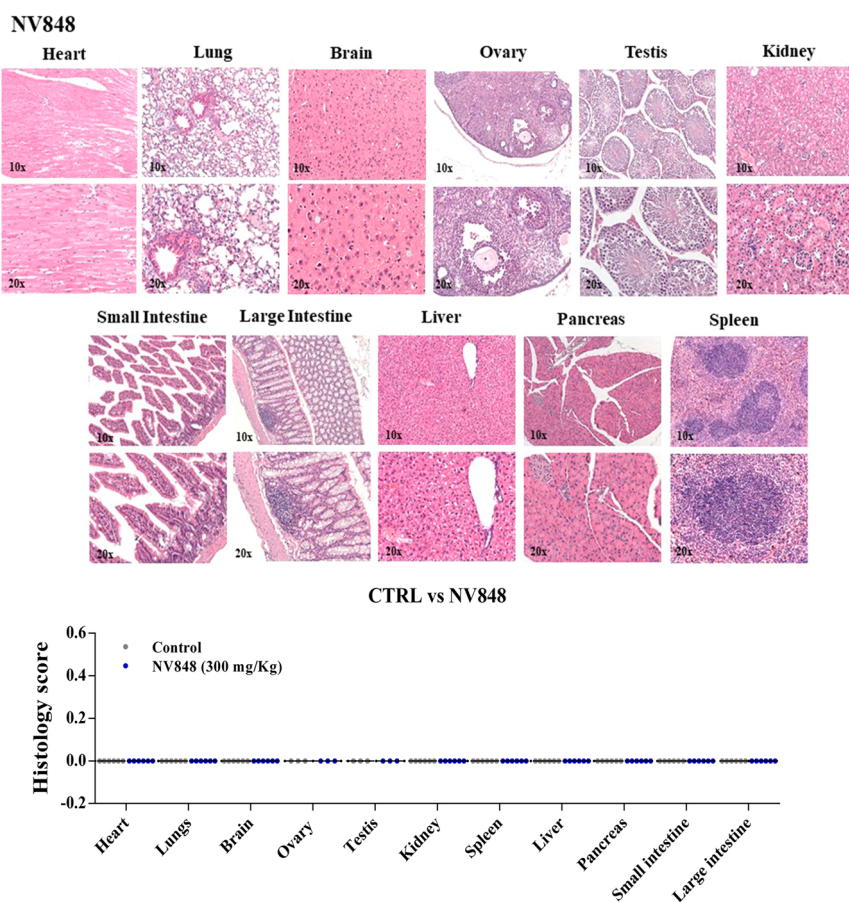 NV848
Heart Lung Brain Ovary Testis Kidney
10x 10x 10x 10x 10x 10x
20x 20x 20x 20x 20x 20x
Small Intestine Large Intestine Liver Pancreas Spleen
10x 10x 10x 10x 10x
20x 20x 20x 20x 20x
CTRL vs NV848
Histology score
0.6
0.4
0.2
0.0
-0.2
Control
NV848 (300 mg/Kg)
Heart Lungs Brain Ovary Testis Kidney Spleen Liver Pancreas Small intestine Large intestine